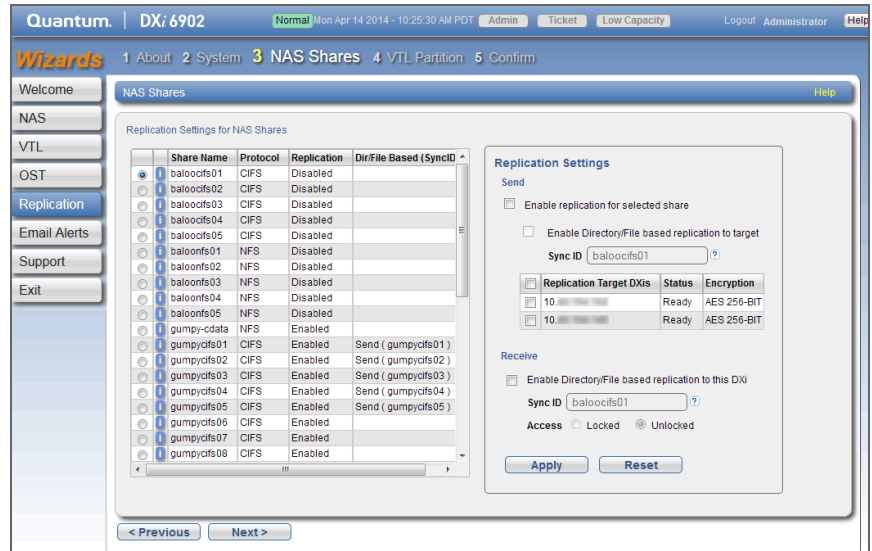 Quantum. DXi 6902 Normal Mon Apr 14 2014 - 10:25:30 AM PDT Admin Ticket Low Capacity Logout Administrator Help
Wizards 1 About 2 System 3 NAS Shares 4 VTL Partition 5 Confirm
Welcome
NAS
VTL
OST
Replication
Email Alerts
Support
Exit
NAS Shares Help
Replication Settings for NAS Shares
Share Name Protocol Replication Dir/File Based (SyncID
baloocifs01 CIFS Disabled
baloocifs02 CIFS Disabled
baloocifs03 CIFS Disabled
baloocifs04 CIFS Disabled
baloocifs05 CIFS Disabled
baloonfs01 NFS Disabled
baloonfs02 NFS Disabled
baloonfs03 NFS Disabled
baloonfs04 NFS Disabled
baloonfs05 NFS Disabled
gumpy-cdata NFS Enabled
gumpycifs01 CIFS Enabled Send ( gumpycifs01 )
gumpycifs02 CIFS Enabled Send ( gumpycifs02 )
gumpycifs03 CIFS Enabled Send ( gumpycifs03 )
gumpycifs04 CIFS Enabled Send ( gumpycifs04 )
gumpycifs05 CIFS Enabled Send ( gumpycifs05 )
gumpycifs06 CIFS Enabled
gumpycifs07 CIFS Enabled
gumpycifs08 CIFS Enabled
Replication Settings
Send
Enable replication for selected share
Enable Directory/File based replication to target
Sync ID baloocifs01 ?
Replication Target DXis Status Encryption
10. Ready AES 256-BIT
10. Ready AES 256-BIT
Receive
Enable Directory/File based replication to this DXi
Sync ID baloocifs01 ?
Access Locked Unlocked
Apply Reset
< Previous Next >